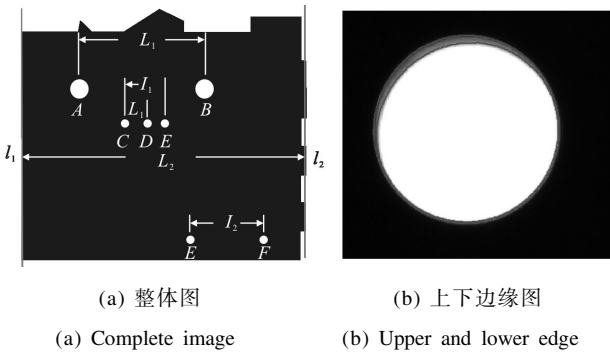 L₁
A
B
I₁
L₁
C D E
l₁
L₂
l₂
I₂
E F
(a) 整体图
(b) 上下边缘图
(a) Complete image
(b) Upper and lower edge